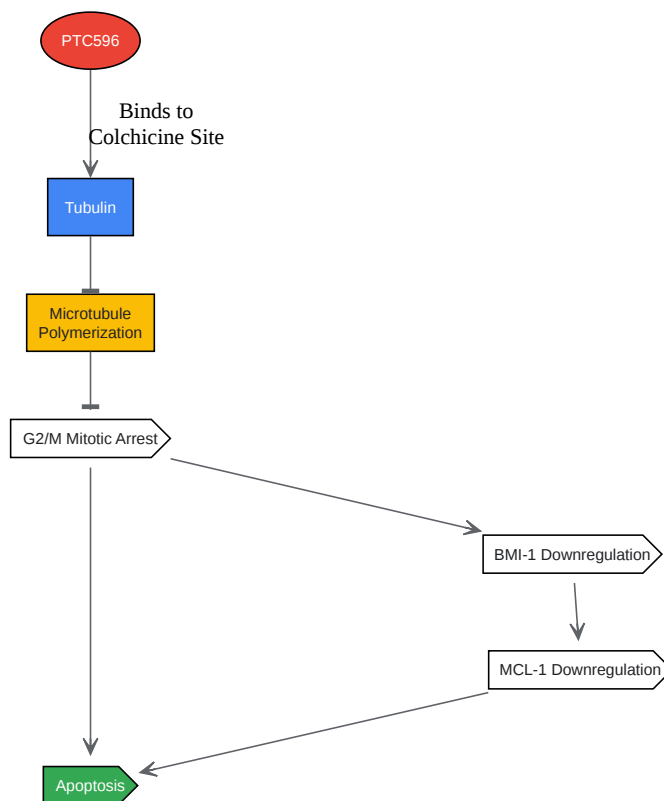 PTC596
Binds to
Colchicine Site
Tubulin
Microtubule
Polymerization
G2/M Mitotic Arrest
BMI-1 Downregulation
MCL-1 Downregulation
Apoptosis